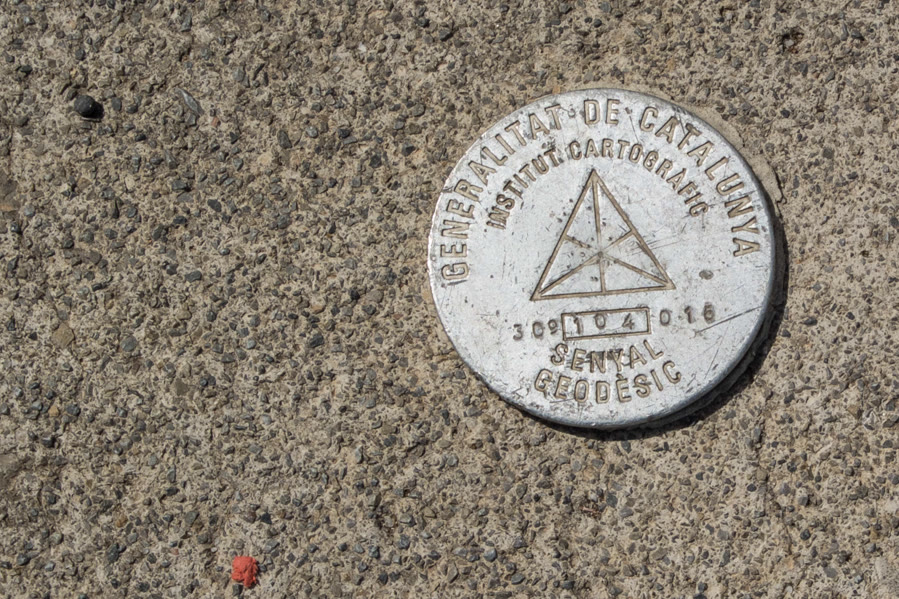 GENERALITAT DE CATALUNYA
INSTITUT CARTOGRÀFIC
309 104 016
SENYAL
GEODÈSIC